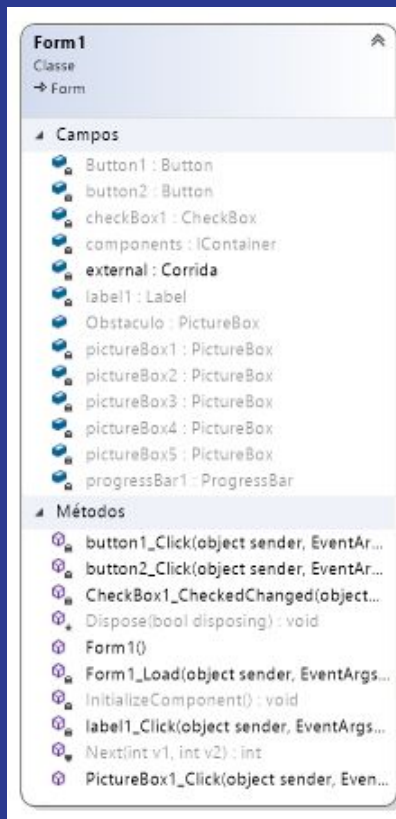 Form1
Classe
→ Form
Campos
Button1 : Button
button2 : Button
checkBox1 : CheckBox
components : IContainer
external : Corrida
label1 : Label
Obstaculo : PictureBox
pictureBox1 : PictureBox
pictureBox2 : PictureBox
pictureBox3 : PictureBox
pictureBox4 : PictureBox
pictureBox5 : PictureBox
progressBar1 : ProgressBar
Métodos
button1_Click(object sender, EventAr...
button2_Click(object sender, EventAr...
CheckBox1_CheckedChanged(object...
Dispose(bool disposing) : void
Form1()
Form1_Load(object sender, EventArgs...
InitializeComponent() : void
label1_Click(object sender, EventArgs...
Next(int v1, int v2) : int
PictureBox1_Click(object sender, Even...